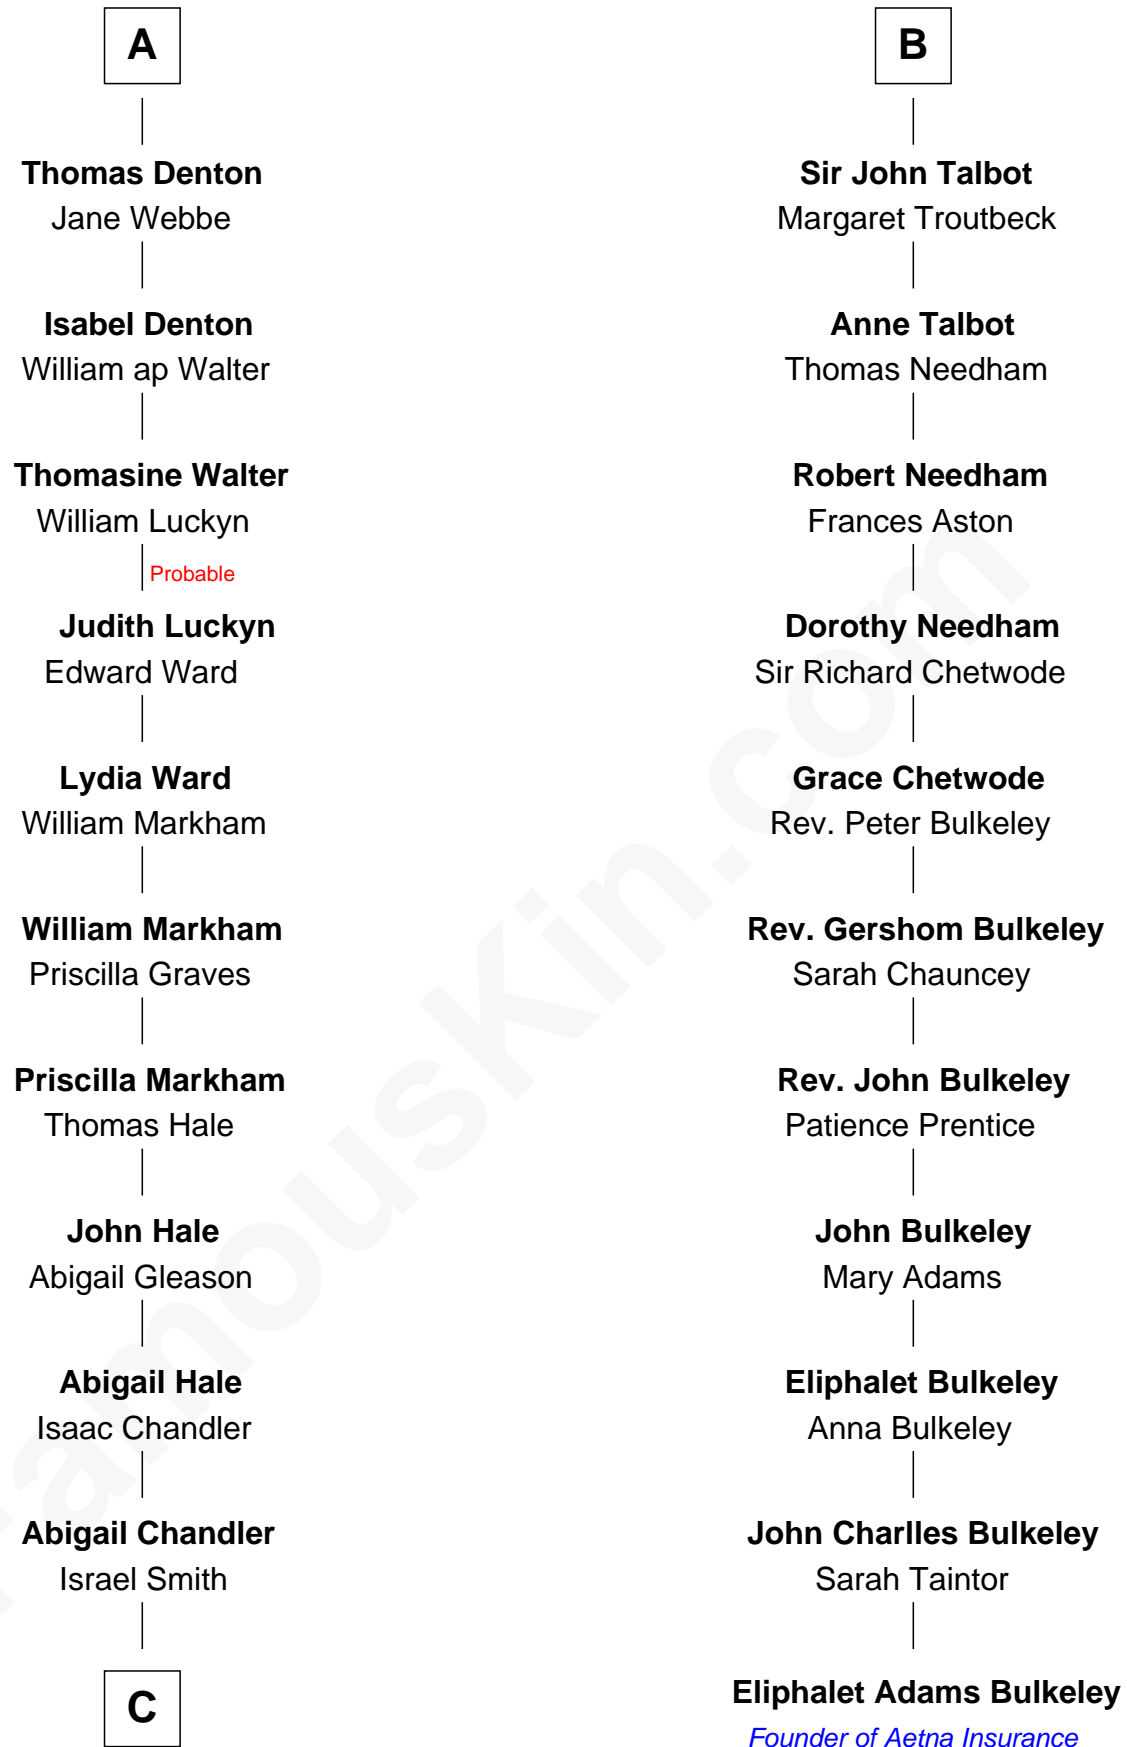 A
Thomas Denton
Jane Webbe
Isabel Denton
William ap Walter
Thomasine Walter
William Luckyn
Probable
Judith Luckyn
Edward Ward
Lydia Ward
William Markham
William Markham
Priscilla Graves
Priscilla Markham
Thomas Hale
John Hale
Abigail Gleason
Abigail Hale
Isaac Chandler
Abigail Chandler
Israel Smith
C
B
Sir John Talbot
Margaret Troutbeck
Anne Talbot
Thomas Needham
Robert Needham
Frances Aston
Dorothy Needham
Sir Richard Chetwode
Grace Chetwode
Rev. Peter Bulkeley
Rev. Gershom Bulkeley
Sarah Chauncey
Rev. John Bulkeley
Patience Prentice
John Bulkeley
Mary Adams
Eliphalet Bulkeley
Anna Bulkeley
John Charlles Bulkeley
Sarah Taintor
Eliphalet Adams Bulkeley
Founder of Aetna Insurance
FamousKin.com